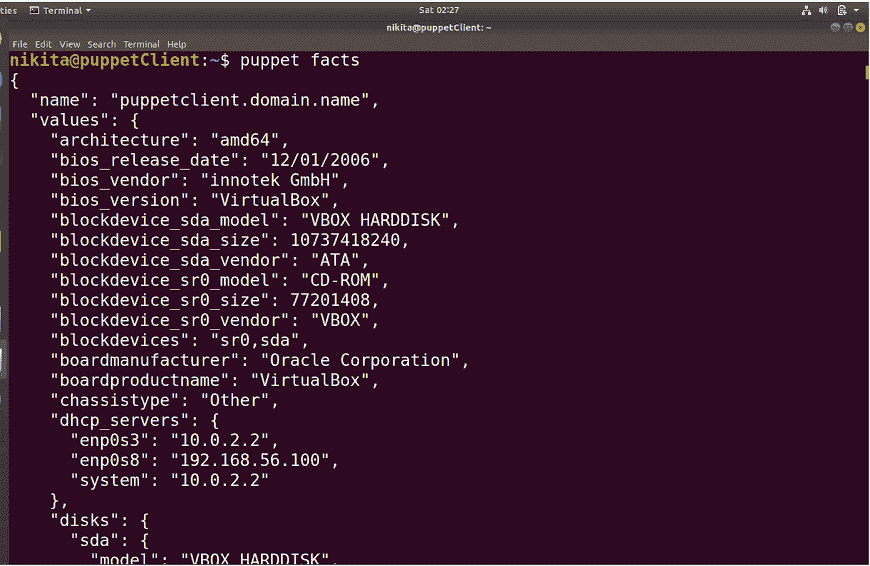 ties Terminal Sat 02:27
nikita@puppetClient: ~
File Edit View Search Terminal Help
nikita@puppetClient:~$ puppet facts
{
  "name": "puppetclient.domain.name",
  "values": {
    "architecture": "amd64",
    "bios_release_date": "12/01/2006",
    "bios_vendor": "innotek GmbH",
    "bios_version": "VirtualBox",
    "blockdevice_sda_model": "VBOX HARDDISK",
    "blockdevice_sda_size": 10737418240,
    "blockdevice_sda_vendor": "ATA",
    "blockdevice_sr0_model": "CD-ROM",
    "blockdevice_sr0_size": 77201408,
    "blockdevice_sr0_vendor": "VBOX",
    "blockdevices": "sr0,sda",
    "boardmanufacturer": "Oracle Corporation",
    "boardproductname": "VirtualBox",
    "chassistype": "Other",
    "dhcp_servers": {
      "enp0s3": "10.0.2.2",
      "enp0s8": "192.168.56.100",
      "system": "10.0.2.2"
    },
    "disks": {
      "sda": {
        "model": "VBOX HARDDISK",